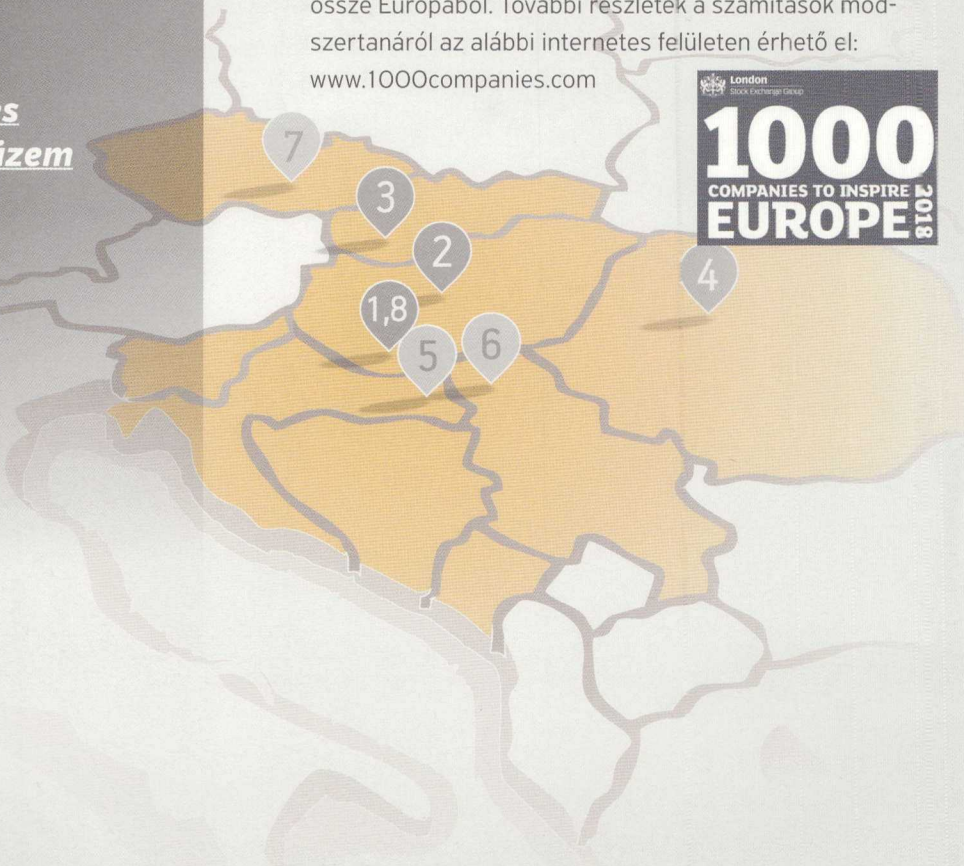 össze Európából. További részletek a számítások mód-
szertanáról az alábbi internetes felületen érhető el:
www.1000companies.com
London
Stock Exchange Group
1000
COMPANIES TO INSPIRE
EUROPE
2018
7
3
2
4
1,8
5
6